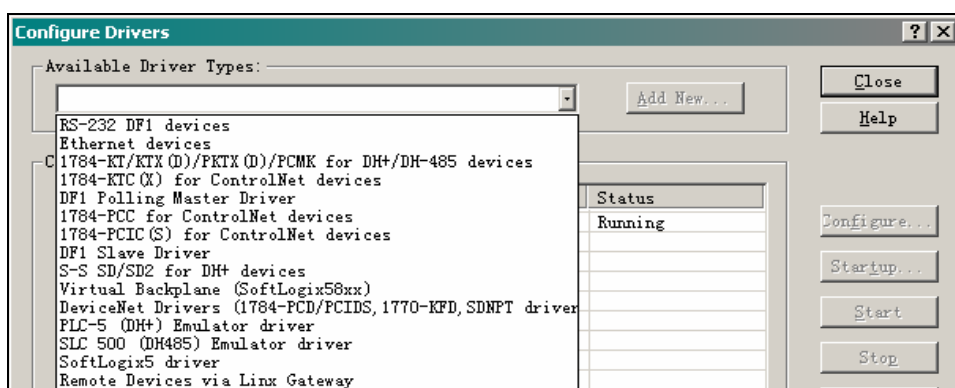 Configure Drivers
Available Driver Types:
Add New...
Close
Help
RS-232 DF1 devices
Ethernet devices
C
1784-KT/KTX(D)/PKTX(D)/PCMK for DH+/DH-485 devices
1784-KTC(X) for ControlNet devices
DF1 Polling Master Driver
1784-PCC for ControlNet devices
1784-PCIC(S) for ControlNet devices
DF1 Slave Driver
S-S SD/SD2 for DH+ devices
Virtual Backplane (SoftLogix58xx)
DeviceNet Drivers (1784-PCD/PCIDS,1770-KFD,SDNPT driver
PLC-5 (DH+) Emulator driver
SLC 500 (DH485) Emulator driver
SoftLogix5 driver
Remote Devices via Linx Gateway
Status
Running
Configure...
Startup...
Start
Stop